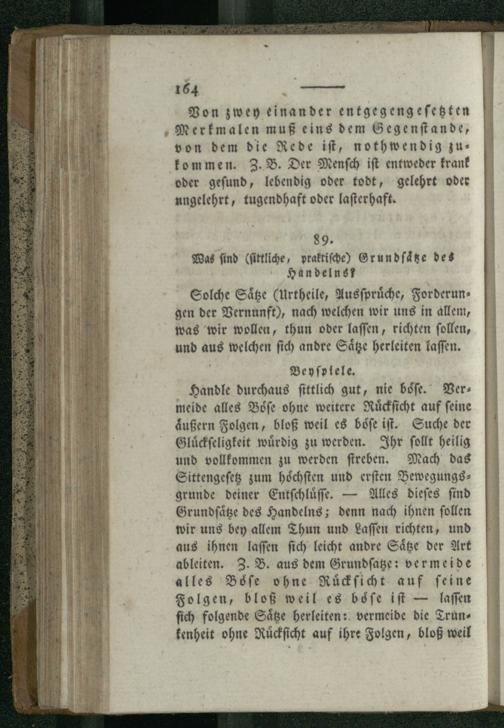 164
Von zwey einander entgegengesetzten
Merkmalen muß eins dem Gegenstande,
von dem die Rede ist, nothwendig zu-
kommen. Z. B. Der Mensch ist entweder krank
oder gesund, lebendig oder todt, gelehrt oder
ungelehrt, tugendhaft oder lasterhaft.
89.
Was sind (sittliche, praktische) Grundsätze des
Handelns?
Solche Sätze (Urtheile, Aussprüche, Forderun-
gen der Vernunft), nach welchen wir uns in allem,
was wir wollen, thun oder lassen, richten sollen,
und aus welchen sich andre Sätze herleiten lassen.
Beyspiele.
Handle durchaus sittlich gut, nie böse. Ver-
meide alles Böse ohne weitere Rücksicht auf seine
äußern Folgen, bloß weil es böse ist. Suche der
Glückseligkeit würdig zu werden. Ihr sollt heilig
und vollkommen zu werden streben. Mach das
Sittengesetz zum höchsten und ersten Bewegungs-
grunde deiner Entschlüsse. — Alles dieses sind
Grundsätze des Handelns; denn nach ihnen sollen
wir uns bey allem Thun und Lassen richten, und
aus ihnen lassen sich leicht andre Sätze der Art
ableiten. Z. B. aus dem Grundsatze: vermeide
alles Böse ohne Rücksicht auf seine
Folgen, bloß weil es böse ist — lassen
sich folgende Sätze herleiten: vermeide die Trun-
kenheit ohne Rücksicht auf ihre Folgen, bloß weil